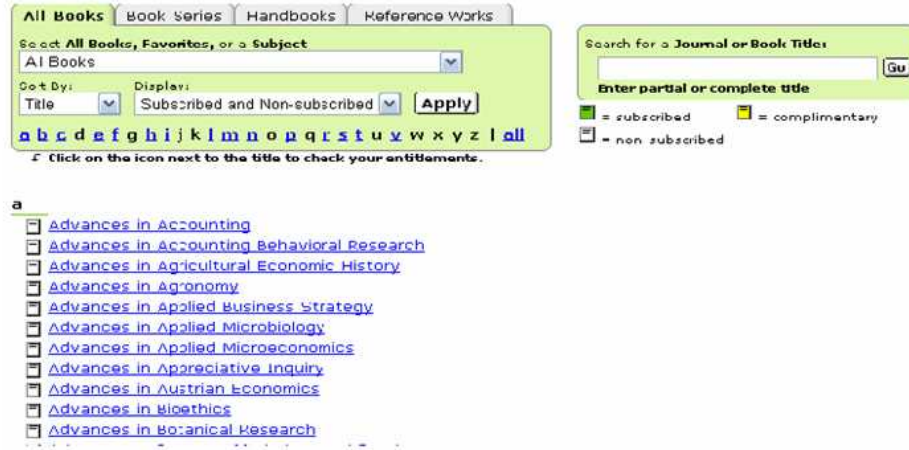 All Books Book Series Handbooks Reference Works
Select All Books, Favorites, or a Subject
All Books
Sort By: Display:
Title Subscribed and Non-subscribed Apply
a b c d e f g h i j k l m n o p q r s t u v w x y z | all
Click on the icon next to the title to check your entitlements.
Search for a Journal or Book Title:
Go
Enter partial or complete title
= subscribed = complimentary
= non subscribed
a
Advances in Accounting
Advances in Accounting Behavioral Research
Advances in Agricultural Economic History
Advances in Agronomy
Advances in Applied Business Strategy
Advances in Applied Microbiology
Advances in Applied Microeconomics
Advances in Appreciative Inquiry
Advances in Austrian Economics
Advances in Bioethics
Advances in Botanical Research